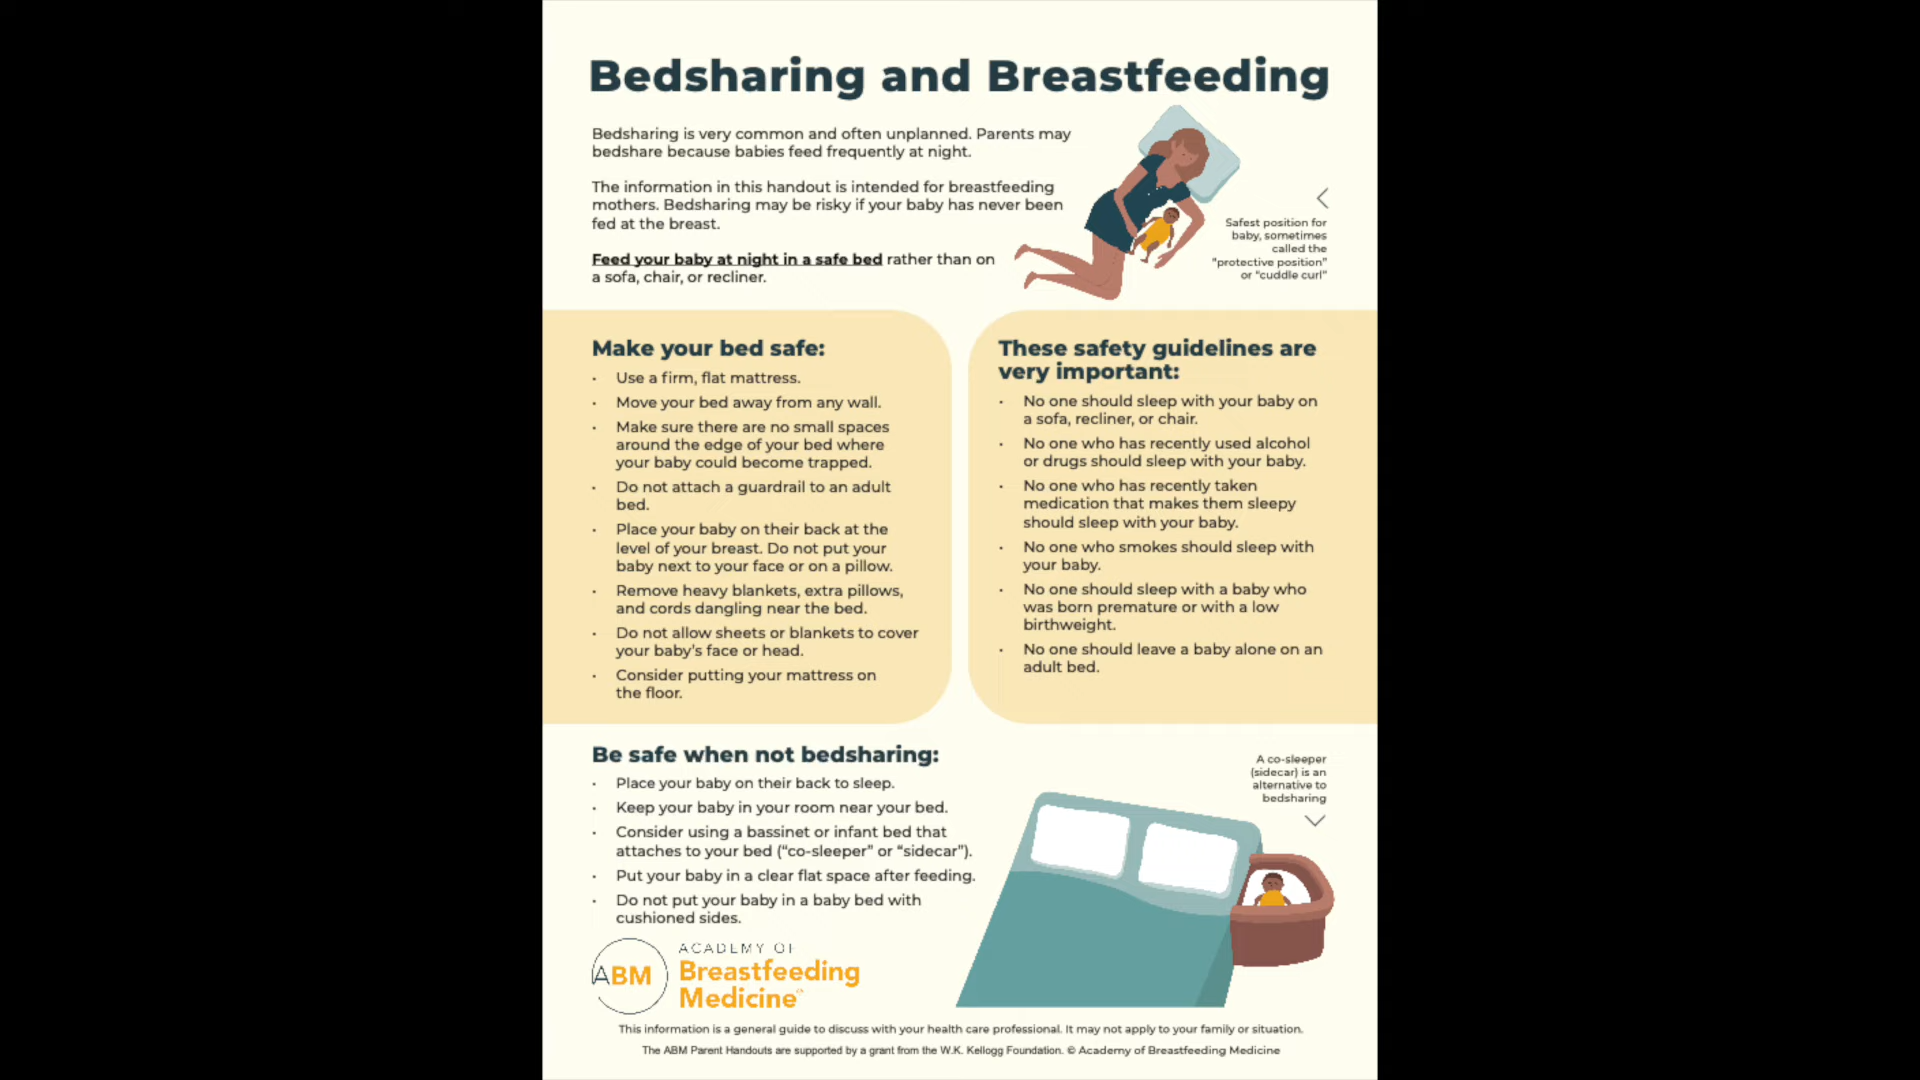 Bedsharing and Breastfeeding
Bedsharing is very common and often unplanned. Parents may
bedshare because babies feed frequently at night.
The information in this handout is intended for breastfeeding
mothers. Bedsharing may be risky if your baby has never been
fed at the breast.
Feed your baby at night in a safe bed rather than on
a sofa, chair, or recliner.
Safest position for
baby, sometimes
called the
"protective position"
or "cuddle curl"
Make your bed safe:
• Use a firm, flat mattress.
• Move your bed away from any wall.
• Make sure there are no small spaces
around the edge of your bed where
your baby could become trapped.
• Do not attach a guardrail to an adult
bed.
• Place your baby on their back at the
level of your breast. Do not put your
baby next to your face or on a pillow.
• Remove heavy blankets, extra pillows,
and cords dangling near the bed.
• Do not allow sheets or blankets to cover
your baby's face or head.
• Consider putting your mattress on
the floor.
These safety guidelines are
very important:
• No one should sleep with your baby on
a sofa, recliner, or chair.
• No one who has recently used alcohol
or drugs should sleep with your baby.
• No one who has recently taken
medication that makes them sleepy
should sleep with your baby.
• No one who smokes should sleep with
your baby.
• No one should sleep with a baby who
was born premature or with a low
birthweight.
• No one should leave a baby alone on an
adult bed.
Be safe when not bedsharing:
• Place your baby on their back to sleep.
• Keep your baby in your room near your bed.
• Consider using a bassinet or infant bed that
attaches to your bed ("co-sleeper" or "sidecar").
• Put your baby in a clear flat space after feeding.
• Do not put your baby in a baby bed with
cushioned sides.
A co-sleeper
(sidecar) is an
alternative to
bedsharing
ABM
ACADEMY OF
Breastfeeding
Medicine
This information is a general guide to discuss with your health care professional. It may not apply to your family or situation.
The ABM Parent Handouts are supported by a grant from the W.K. Kellogg Foundation. © Academy of Breastfeeding Medicine